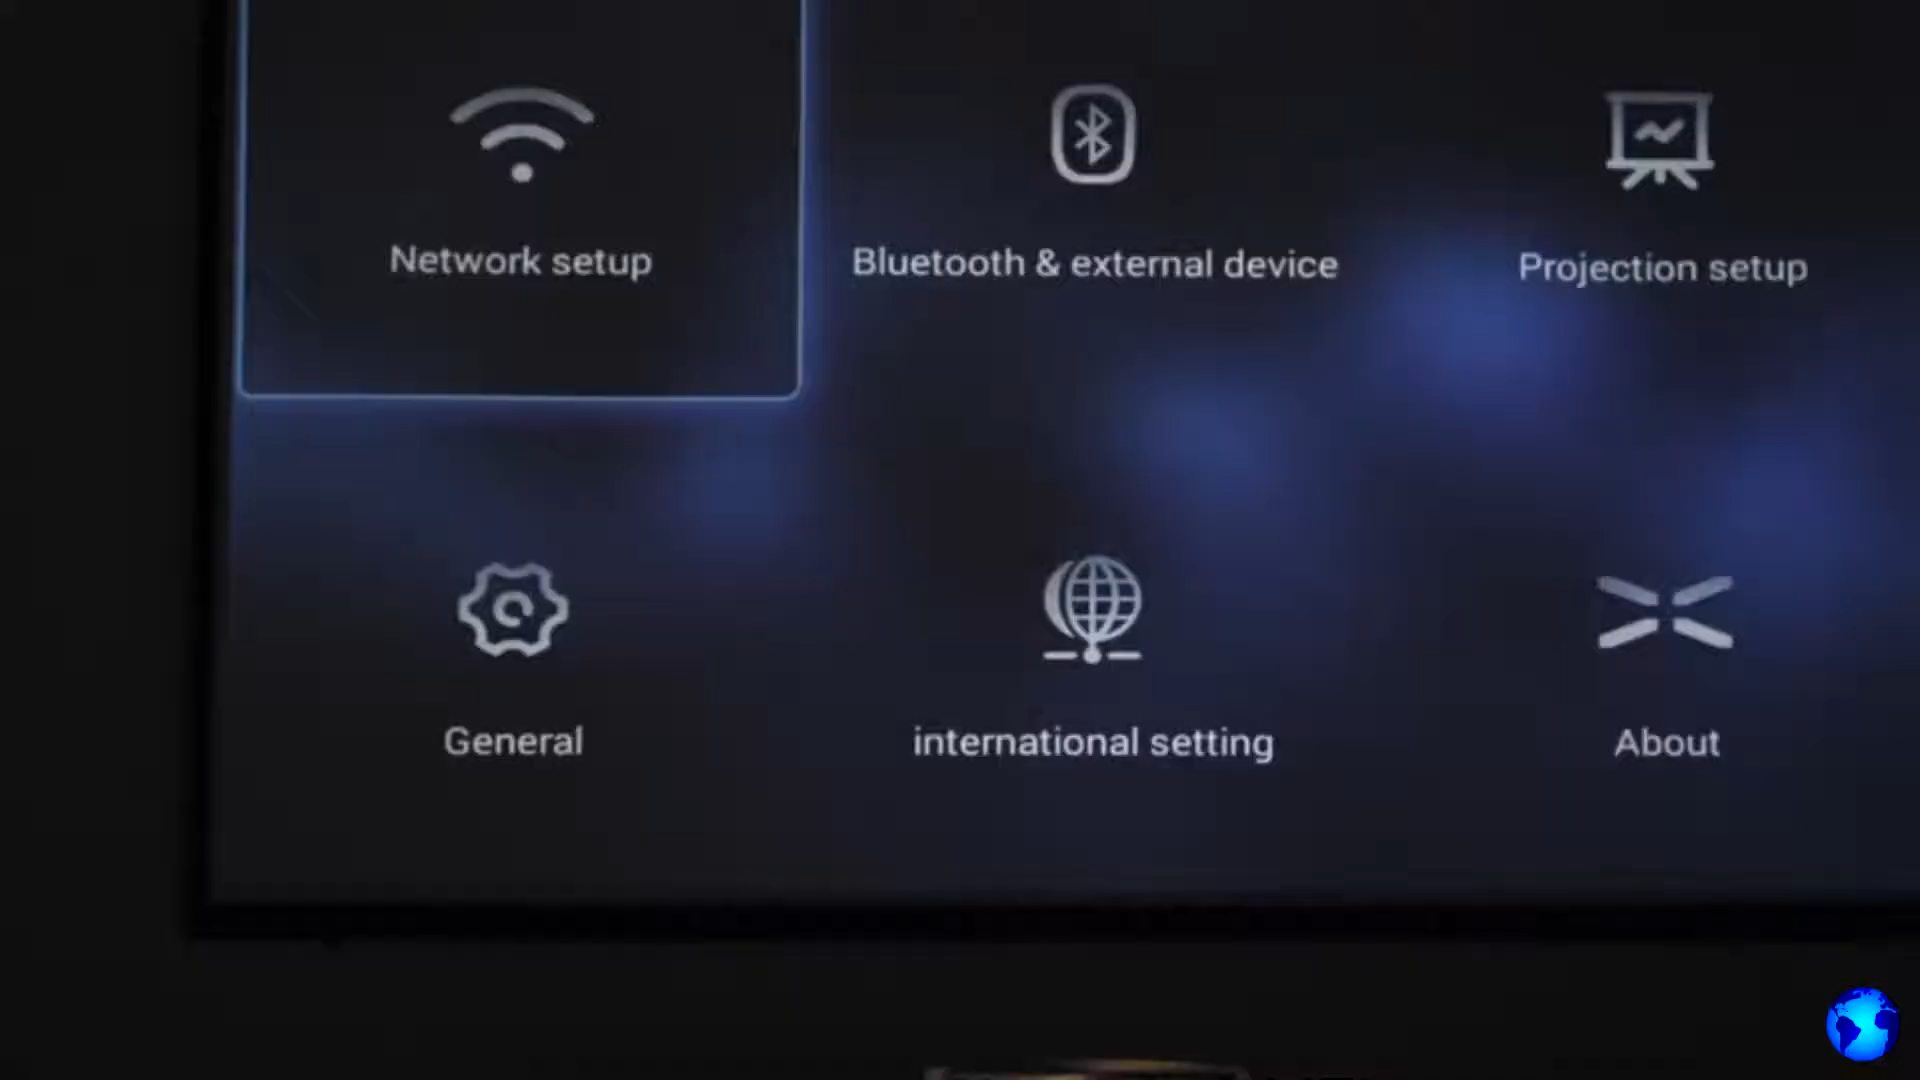 Network setup
Bluetooth & external device
Projection setup
General
international setting
About